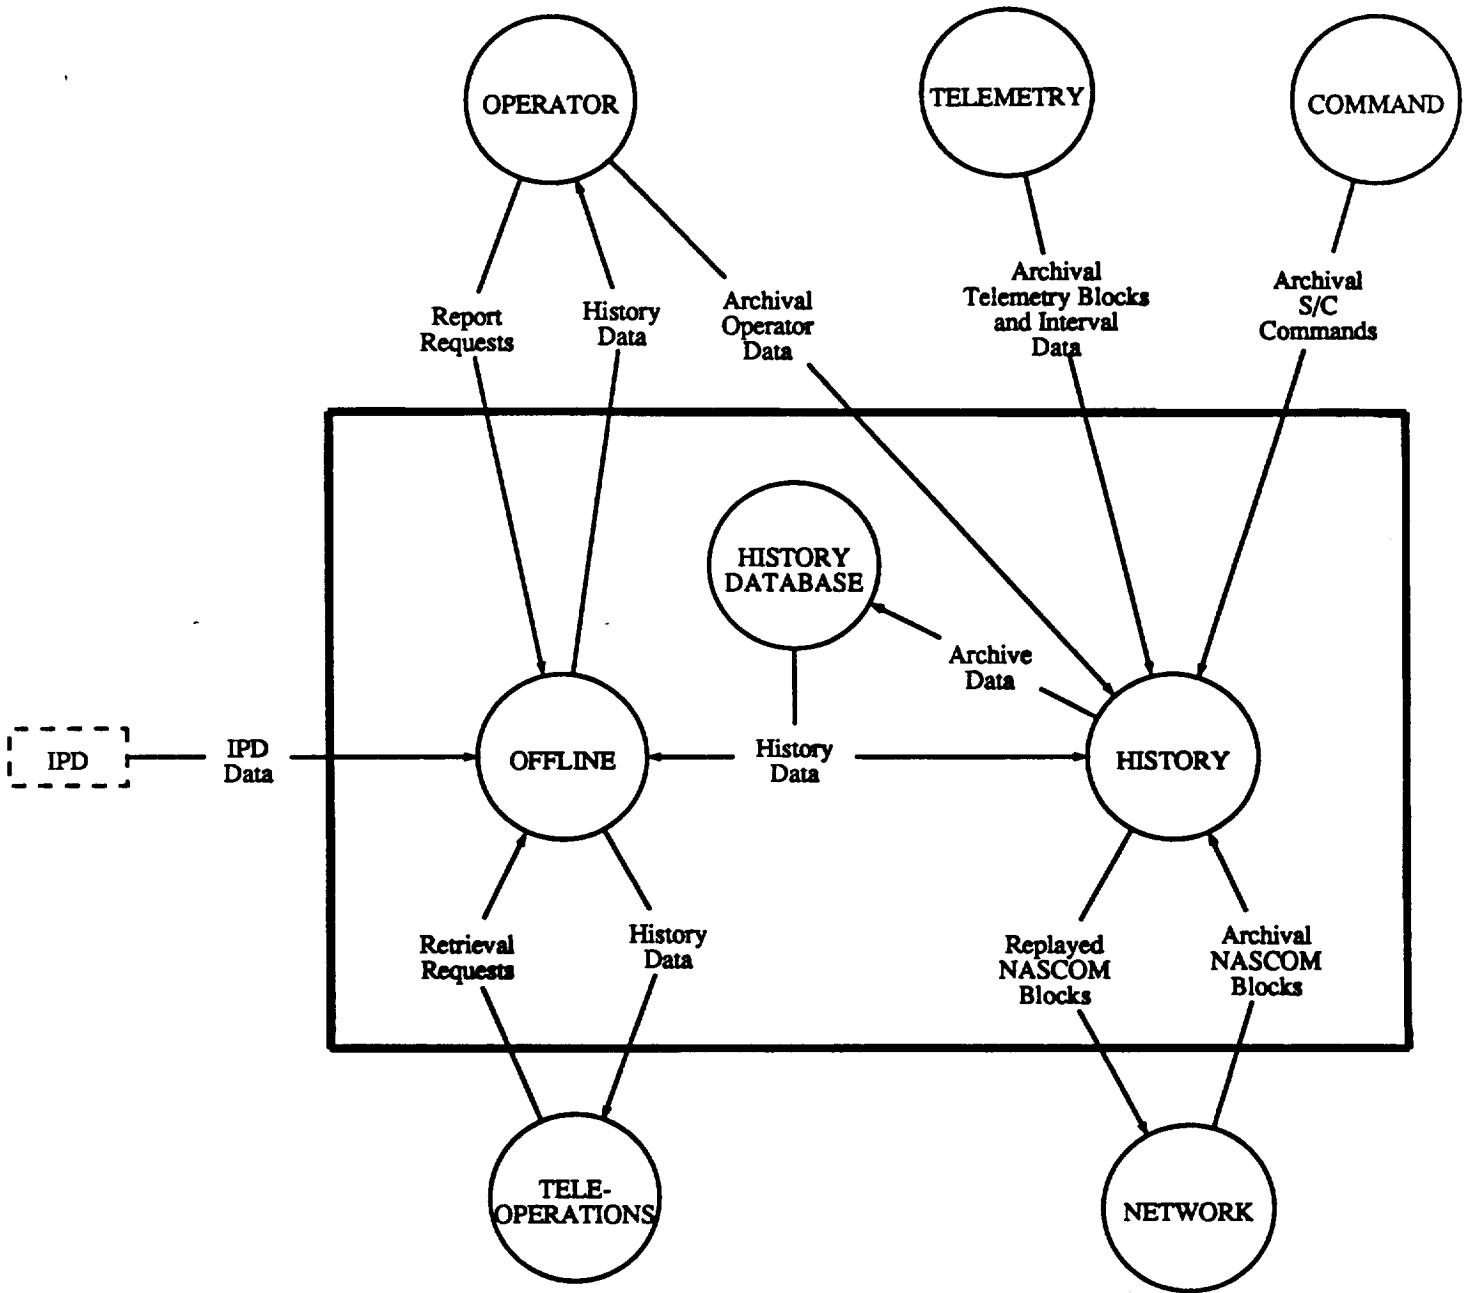 OPERATOR
TELEMETRY
COMMAND
Report
Requests
History
Data
Archival
Operator
Data
Archival
Telemetry Blocks
and Interval
Data
Archival
S/C
Commands
HISTORY
DATABASE
Archive
Data
IPD
IPD
Data
OFFLINE
History
Data
HISTORY
Retrieval
Requests
History
Data
Replayed
NASCOM
Blocks
Archival
NASCOM
Blocks
TELE-
OPERATIONS
NETWORK